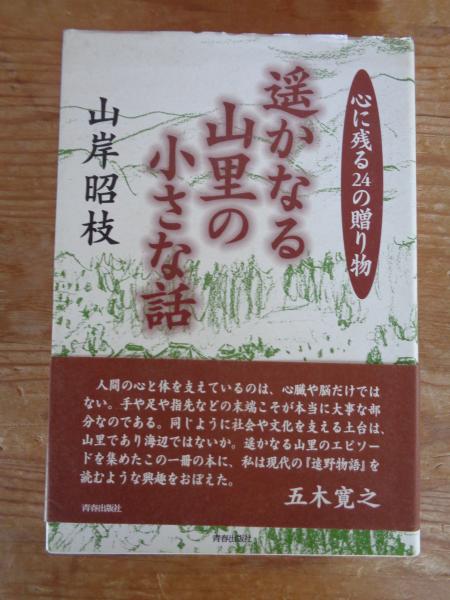 心に残る24の贈り物
遥かなる
山里の
小さな話
山岸昭枝
人間の心と体を支えているのは、心臓や脳だけでは
ない。手や足や指先などの末端こそが本当に大事な部
分なのである。同じように社会や文化を支える土台は、
山里であり海辺ではないか。遥かなる山里のエピソー
ドを集めたこの一冊の本に、私は現代の『遠野物語』を
読むような興趣をおぼえた。
五木寛之
青春出版社
青春出版社